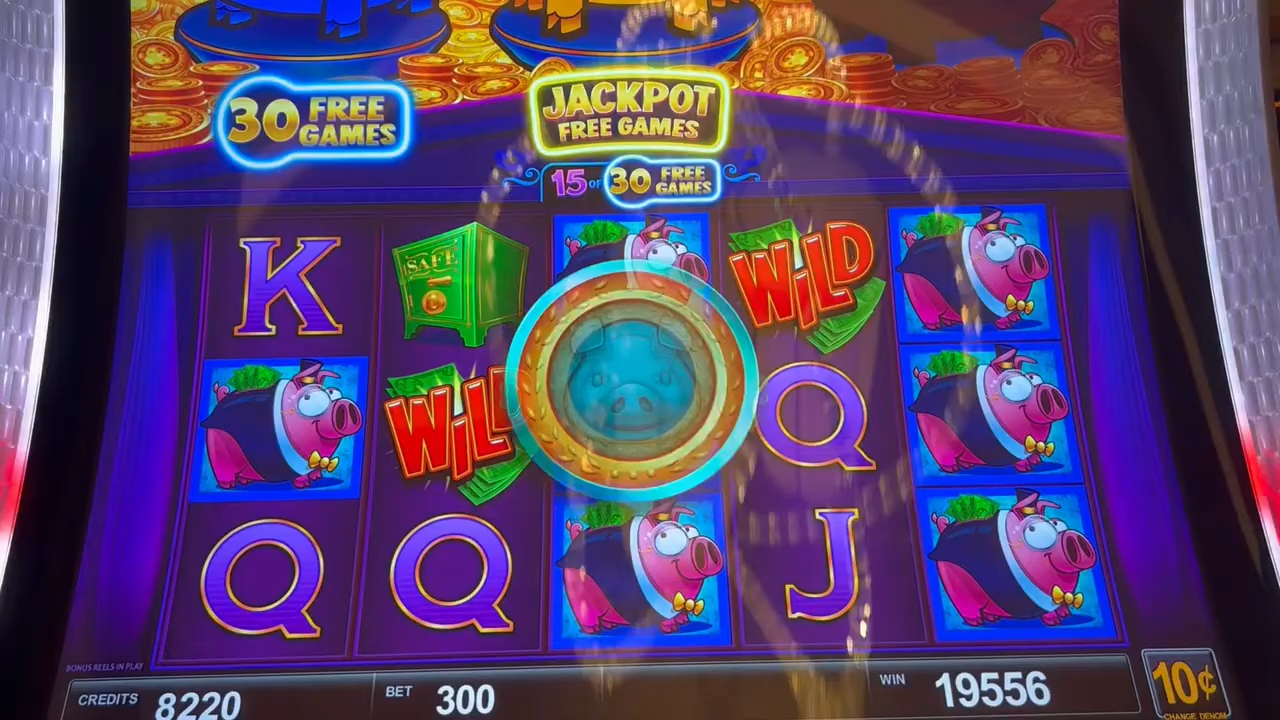 30 FREE GAMES
JACKPOT
FREE GAMES
15 OF 30 FREE GAMES
K
SAFE
WILD
WILD
Q
Q
Q
J
BONUS REELS IN PLAY
CREDITS 8220
BET 300
WIN 19556
10¢
CHANGE DENOM